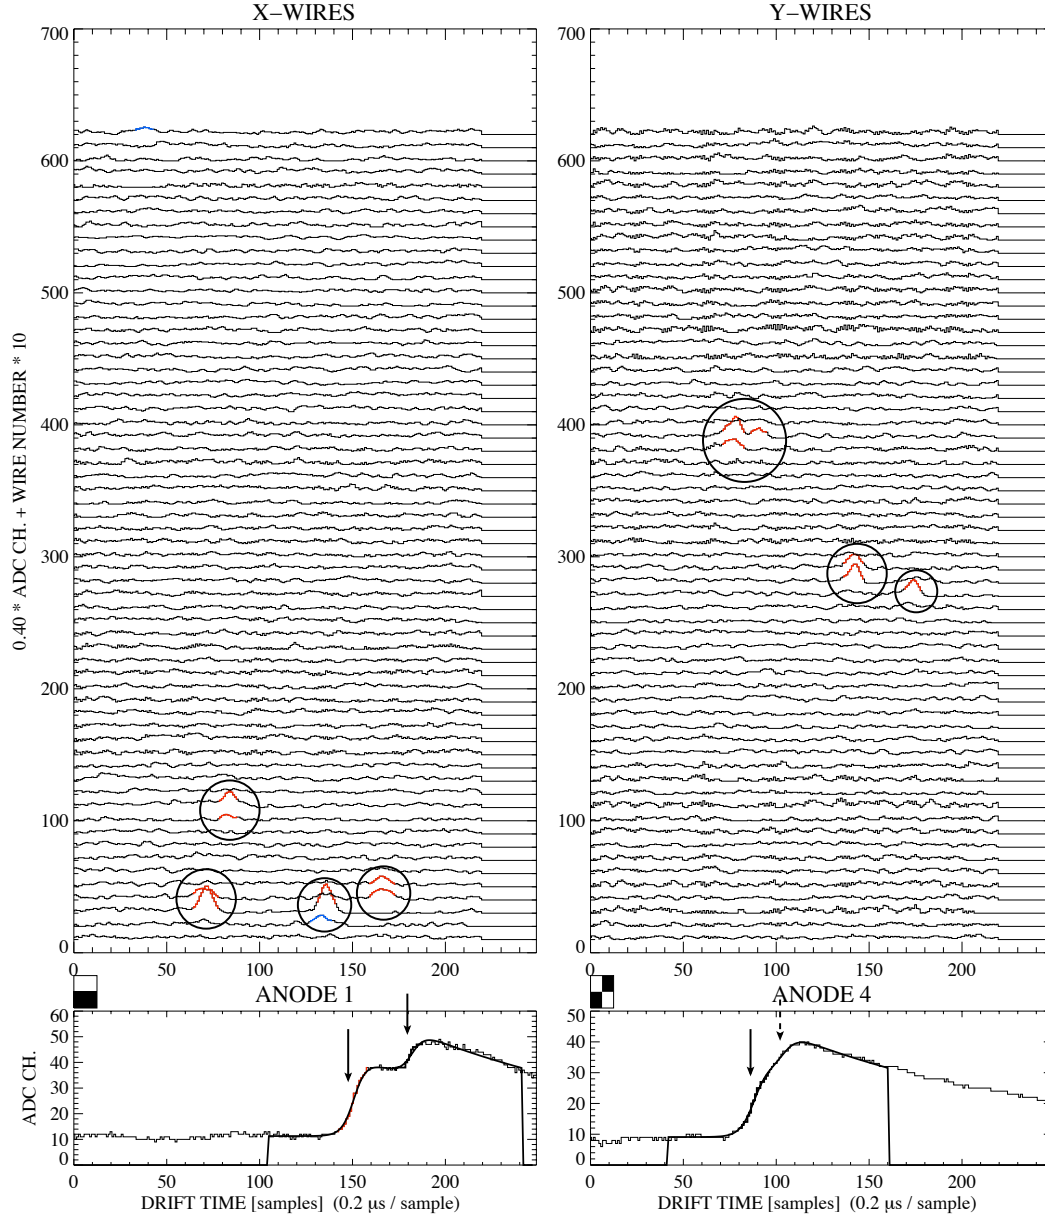 X–WIRES Y–WIRES
700 700
600 600
500 500
400 400
300 300
200 200
100 100
0 0
0.40 * ADC CH. + WIRE NUMBER * 10
0 50 100 150 200 0 50 100 150 200
ANODE 1 ANODE 4
60 50
50 40
40 30
30 20
20 10
10 0
0
ADC CH.
0 50 100 150 200 0 50 100 150 200
DRIFT TIME [samples] (0.2 μs / sample) DRIFT TIME [samples] (0.2 μs / sample)